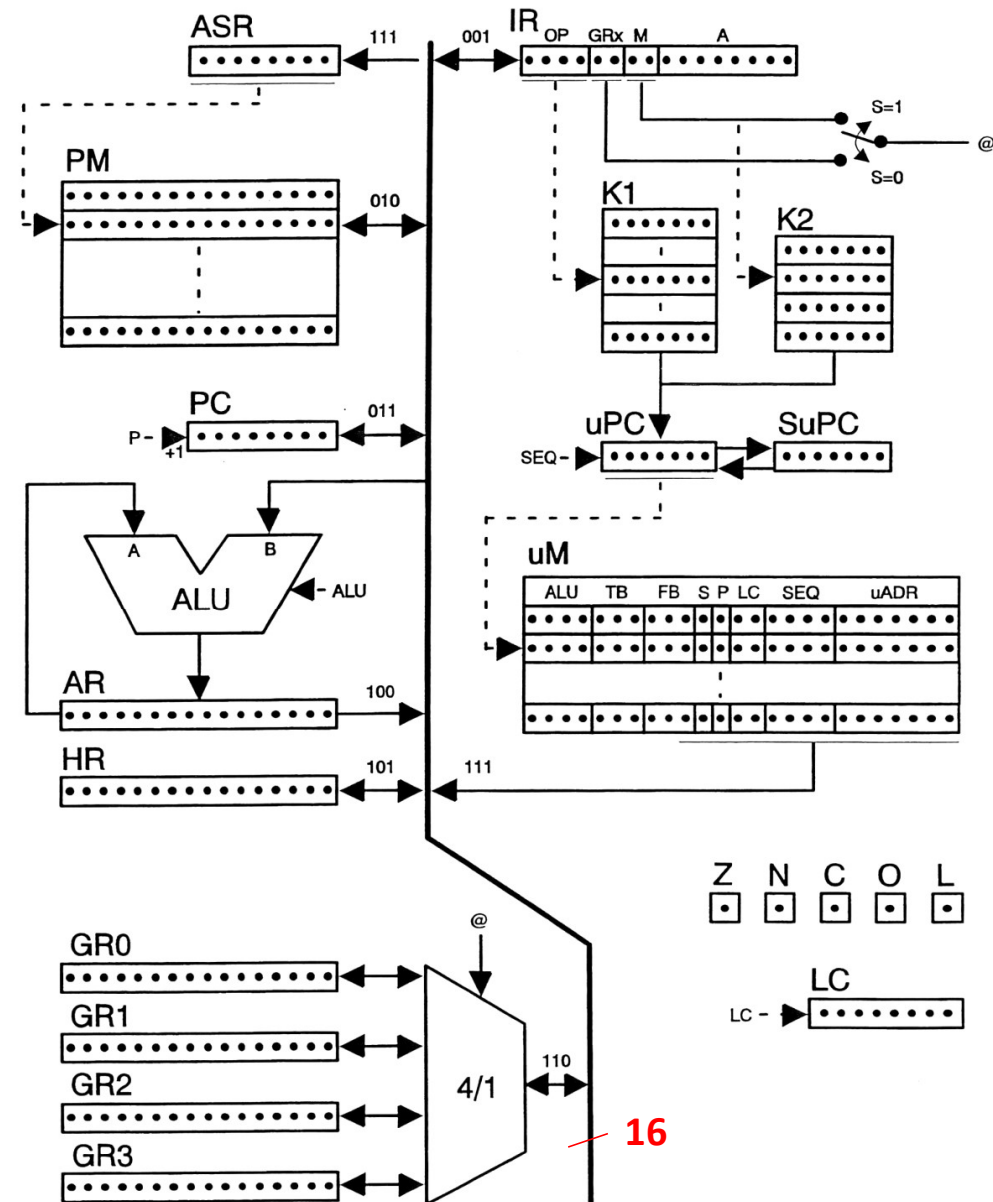 ASR 111 001 IR OP GRx M A
S=1
@
S=0
PM
010
K1
K2
PC
011
P
+1
uPC SuPC
SEQ
A B
ALU
ALU
uM
ALU TB FB S P LC SEQ uADR
AR
100
HR
101 111
Z N C O L
@
GR0
LC
LC
GR1
GR2
4/1
110
16
GR3